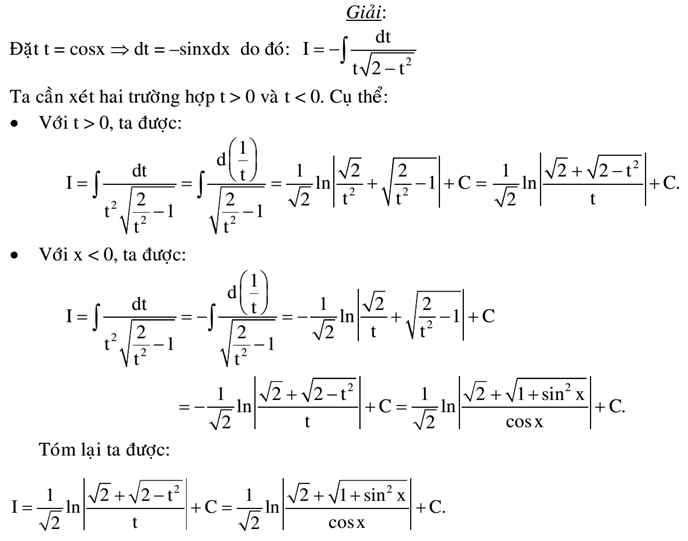 Giải:
Đặt t = cosx ⇒ dt = –sinxdx do đó: I = −∫ dt / (t√(2−t²))
Ta cần xét hai trường hợp t > 0 và t < 0. Cụ thể:
• Với t > 0, ta được:
I = ∫ dt / (t²√(2/t² −1)) = ∫ d(1/t) / √(2/t² −1) = 1/√2 ln|√2/t² + √(2/t² −1)| + C = 1/√2 ln|(√2 + √(2−t²))/t| + C.
• Với x < 0, ta được:
I = ∫ dt / (t²√(2/t² −1)) = −∫ d(1/t) / √(2/t² −1) = −1/√2 ln|√2/t + √(2/t² −1)| + C
= −1/√2 ln|(√2 + √(2−t²))/t| + C = 1/√2 ln|(√2 + √(1+sin² x))/cos x| + C.
Tóm lại ta được:
I = 1/√2 ln|(√2 + √(2−t²))/t| + C = 1/√2 ln|(√2 + √(1+sin² x))/cos x| + C.